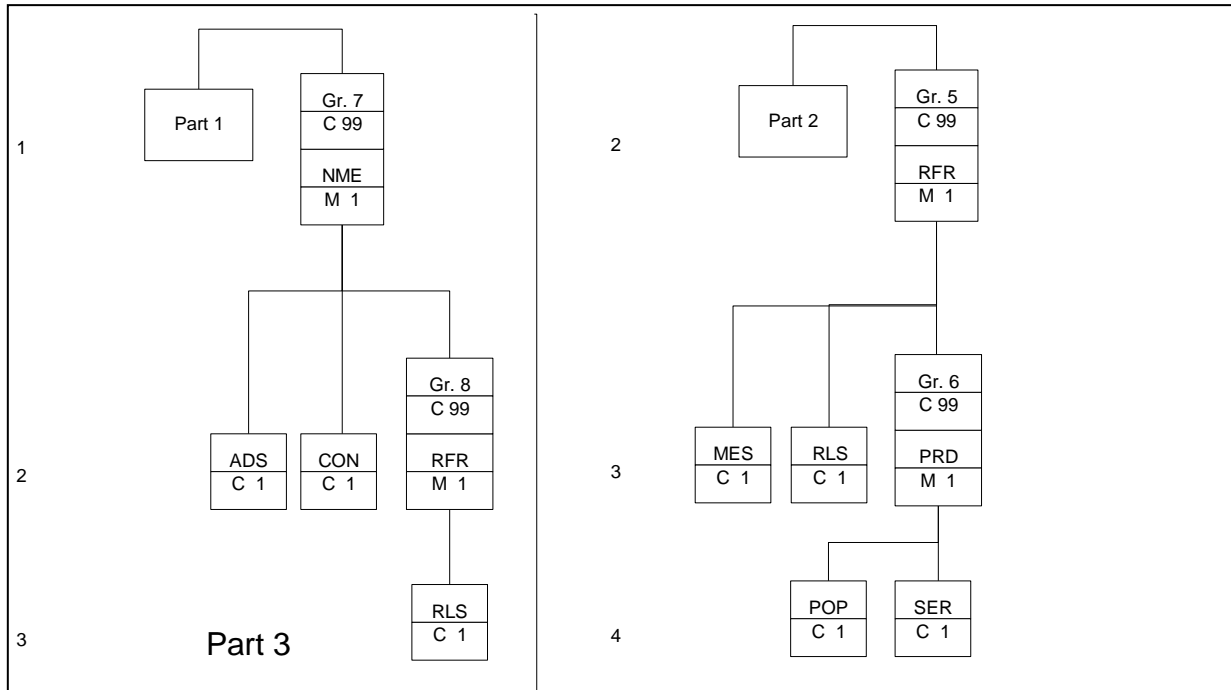 Part 1
Gr. 7
C 99
NME
M 1
1
Gr. 8
C 99
ADS
C 1
CON
C 1
RFR
M 1
2
RLS
C 1
3
Part 3
Part 2
Gr. 5
C 99
RFR
M 1
2
Gr. 6
C 99
MES
C 1
RLS
C 1
PRD
M 1
3
POP
C 1
SER
C 1
4